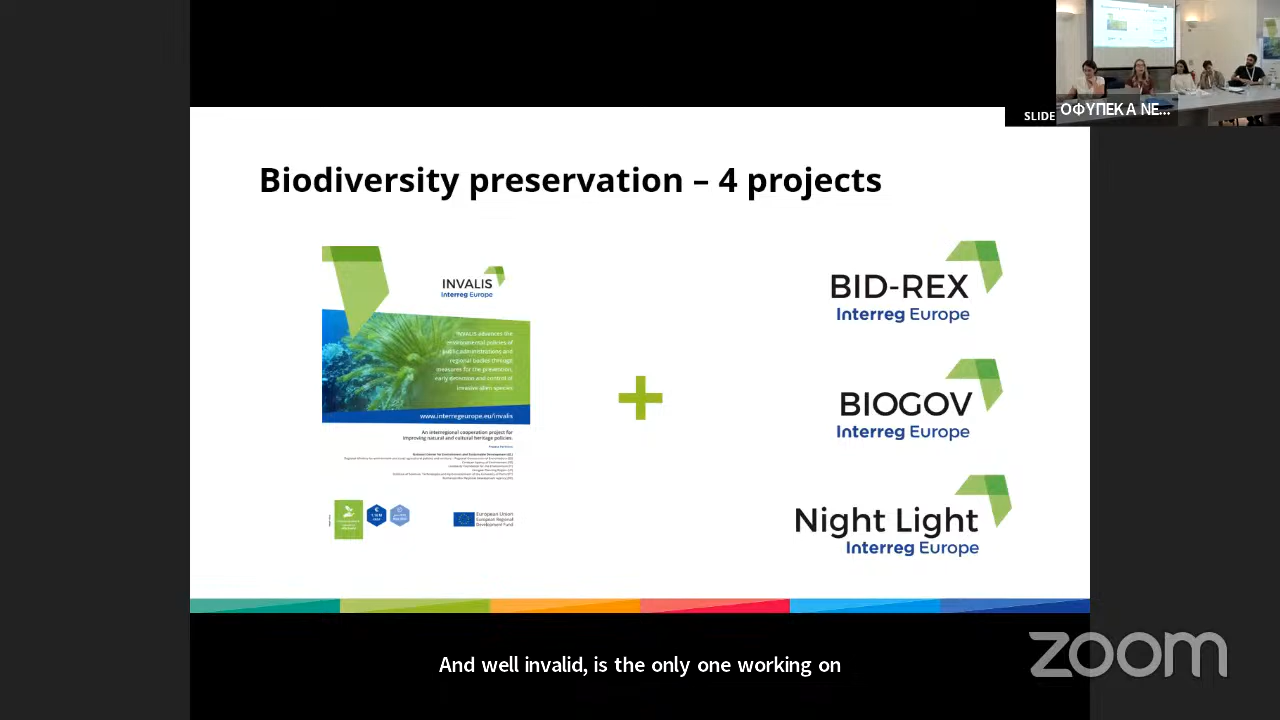 SLIDE
ΟΦΥΠΕΚΑ ΝΕ...
Biodiversity preservation – 4 projects
INVALIS
Interreg Europe
INVALIS advances the
environmental policies of
public administrations and
regional bodies through
measures for the prevention,
early detection and control of
invasive alien species
www.interregeurope.eu/invalis
An interregional cooperation project for
improving natural and cultural heritage policies.
European Union
European Regional
Development Fund
BID-REX
Interreg Europe
BIOGOV
Interreg Europe
Night Light
Interreg Europe
And well invalid, is the only one working on
zoom